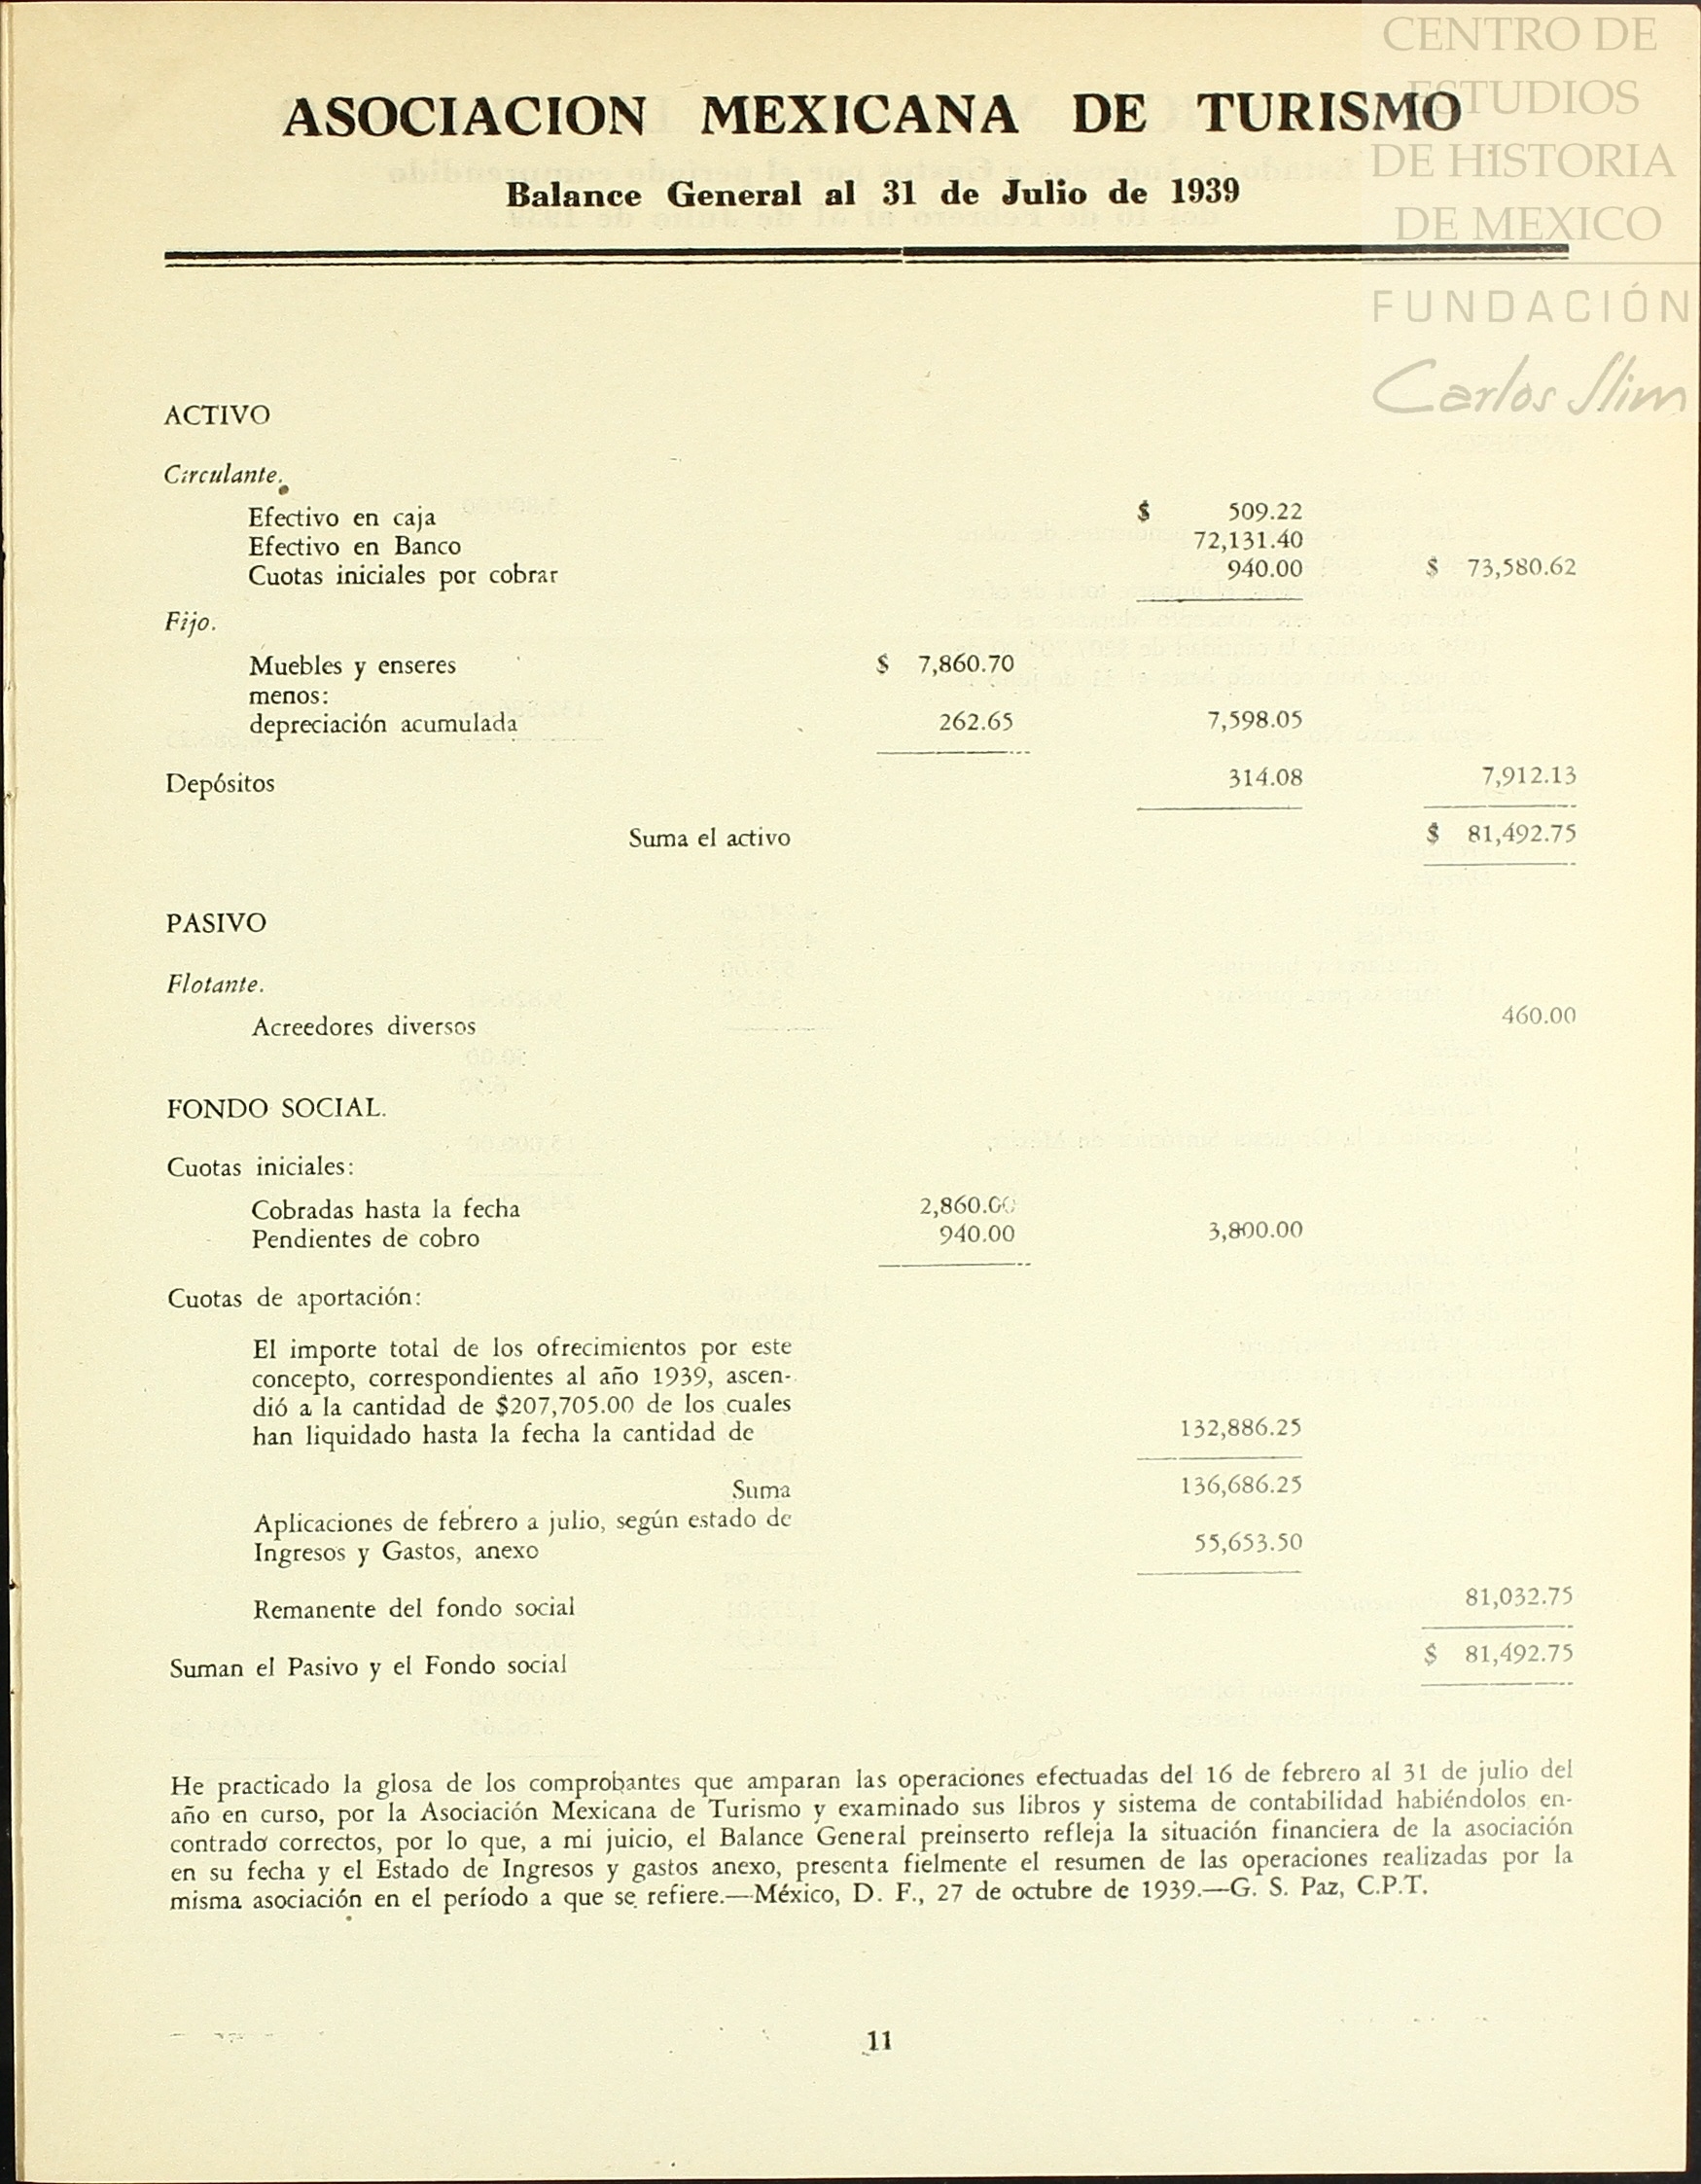 CENTRO DE
ESTUDIOS
DE HISTORIA
DE MEXICO
FUNDACIÓN
Carlos Slim
ASOCIACION MEXICANA DE TURISMO
Balance General al 31 de Julio de 1939
ACTIVO
Circulante.
Efectivo en caja $ 509.22
Efectivo en Banco 72,131.40
Cuotas iniciales por cobrar 940.00 $ 73,580.62
Fijo.
Muebles y enseres $ 7,860.70
menos:
depreciación acumulada 262.65 7,598.05
Depósitos 314.08 7,912.13
Suma el activo $ 81,492.75
PASIVO
Flotante.
Acreedores diversos 460.00
FONDO SOCIAL.
Cuotas iniciales:
Cobradas hasta la fecha 2,860.00
Pendientes de cobro 940.00 3,800.00
Cuotas de aportación:
El importe total de los ofrecimientos por este
concepto, correspondientes al año 1939, ascen-
dió a la cantidad de $207,705.00 de los cuales
han liquidado hasta la fecha la cantidad de 132,886.25
Suma 136,686.25
Aplicaciones de febrero a julio, según estado de
Ingresos y Gastos, anexo 55,653.50
Remanente del fondo social 81,032.75
Suman el Pasivo y el Fondo social $ 81,492.75
He practicado la glosa de los comprobantes que amparan las operaciones efectuadas del 16 de febrero al 31 de julio del
año en curso, por la Asociación Mexicana de Turismo y examinado sus libros y sistema de contabilidad habiéndolos en-
contrado correctos, por lo que, a mi juicio, el Balance General preinserto refleja la situación financiera de la asociación
en su fecha y el Estado de Ingresos y gastos anexo, presenta fielmente el resumen de las operaciones realizadas por la
misma asociación en el período a que se refiere.—México, D. F., 27 de octubre de 1939.—G. S. Paz, C.P.T.
11